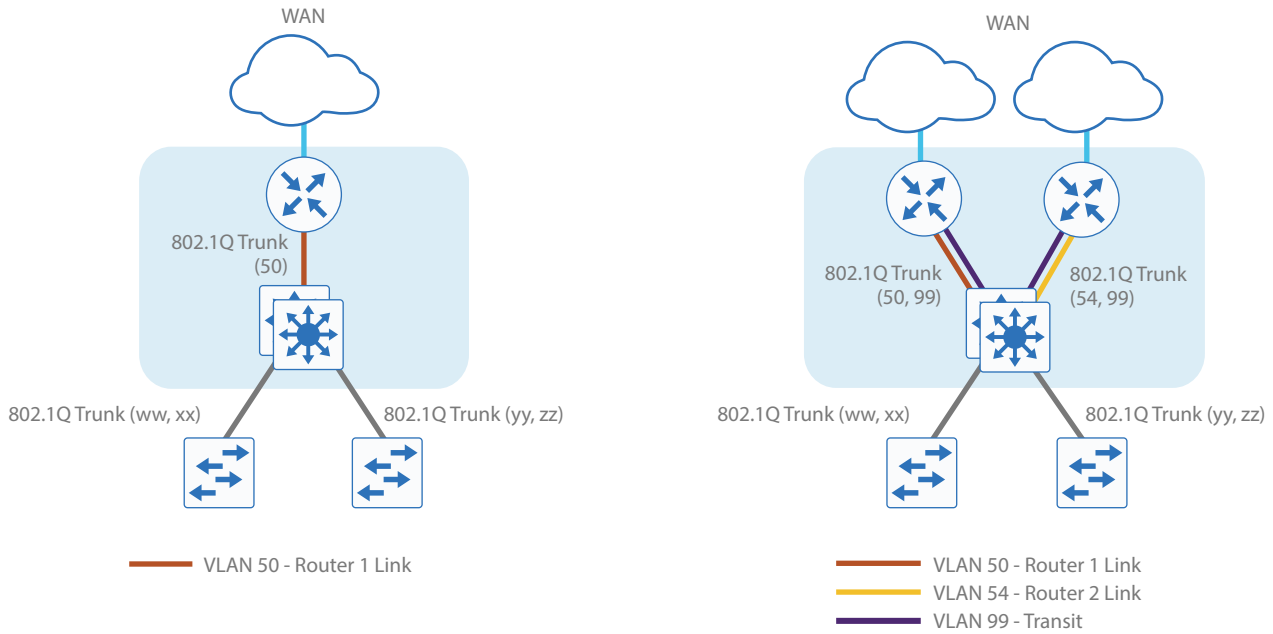 WAN
802.1Q Trunk
(50)
802.1Q Trunk (ww, xx)
802.1Q Trunk (yy, zz)
VLAN 50 - Router 1 Link
WAN
802.1Q Trunk
(50, 99)
802.1Q Trunk
(54, 99)
802.1Q Trunk (ww, xx)
802.1Q Trunk (yy, zz)
VLAN 50 - Router 1 Link
VLAN 54 - Router 2 Link
VLAN 99 - Transit